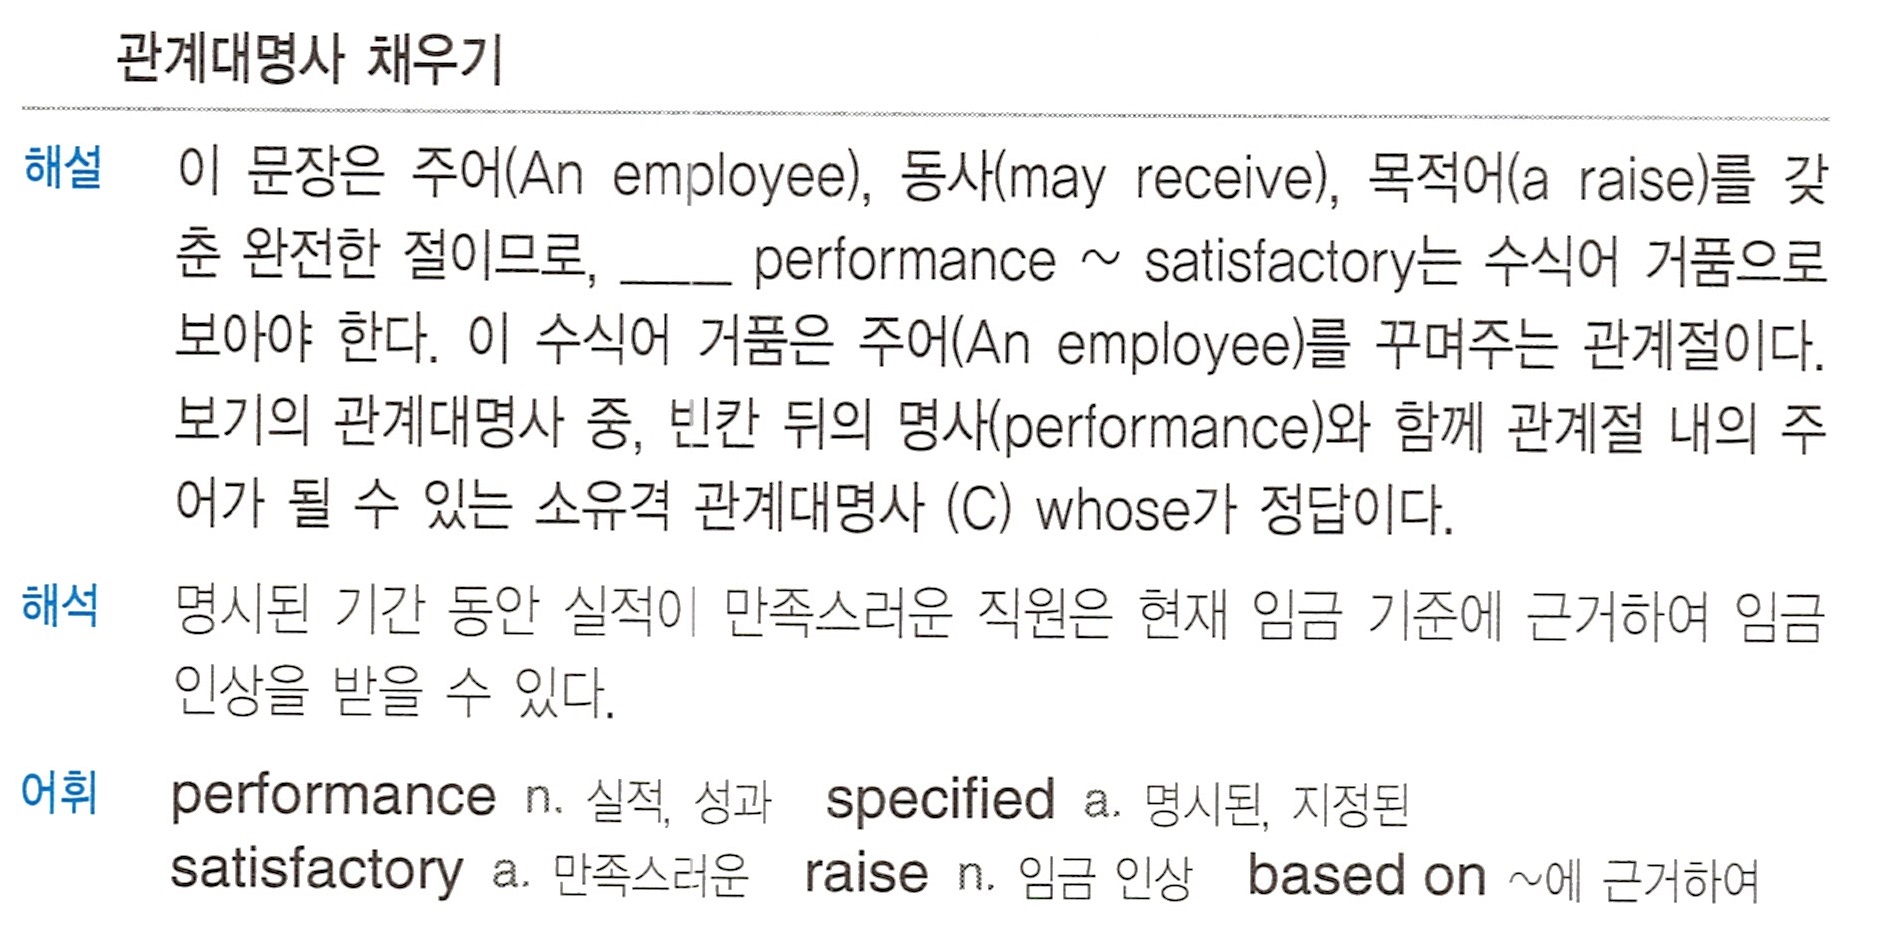 관계대명사 채우기
해설 이 문장은 주어(An employee), 동사(may receive), 목적어(a raise)를 갖
춘 완전한 절이므로, ____ performance ~ satisfactory는 수식어 거품으로
보아야 한다. 이 수식어 거품은 주어(An employee)를 꾸며주는 관계절이다.
보기의 관계대명사 중, 빈칸 뒤의 명사(performance)와 함께 관계절 내의 주
어가 될 수 있는 소유격 관계대명사 (C) whose가 정답이다.
해석 명시된 기간 동안 실적이 만족스러운 직원은 현재 임금 기준에 근거하여 임금
인상을 받을 수 있다.
어휘 performance n. 실적, 성과 specified a. 명시된, 지정된
satisfactory a. 만족스러운 raise n. 임금 인상 based on ~에 근거하여